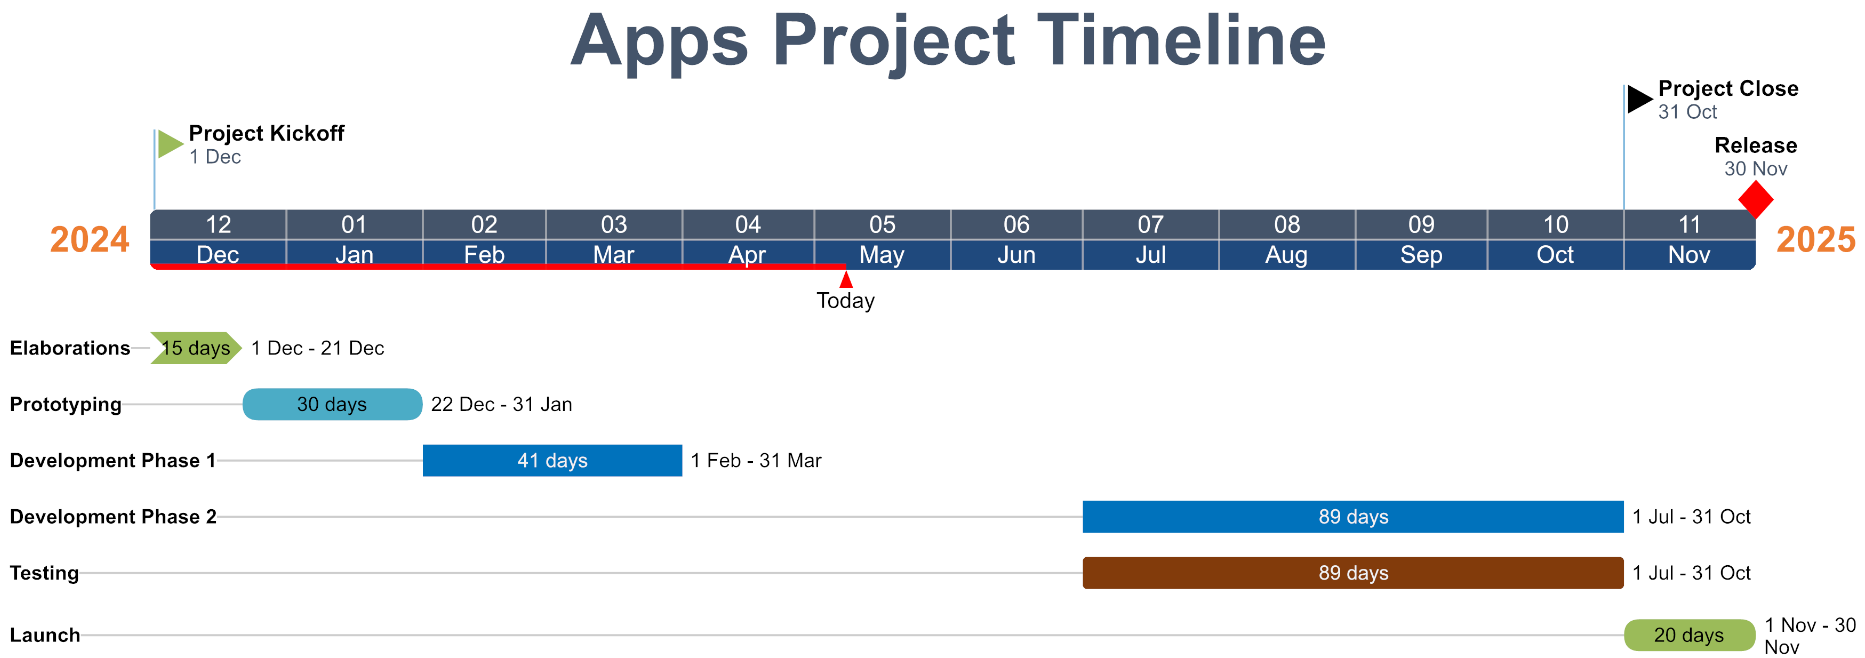 Apps Project Timeline
Project Close
31 Oct
Project Kickoff
1 Dec
Release
30 Nov
2024
12 01 02 03 04 05 06 07 08 09 10 11
Dec Jan Feb Mar Apr May Jun Jul Aug Sep Oct Nov
2025
Today
Elaborations 15 days 1 Dec - 21 Dec
Prototyping 30 days 22 Dec - 31 Jan
Development Phase 1 41 days 1 Feb - 31 Mar
Development Phase 2 89 days 1 Jul - 31 Oct
Testing 89 days 1 Jul - 31 Oct
Launch 20 days 1 Nov - 30
Nov